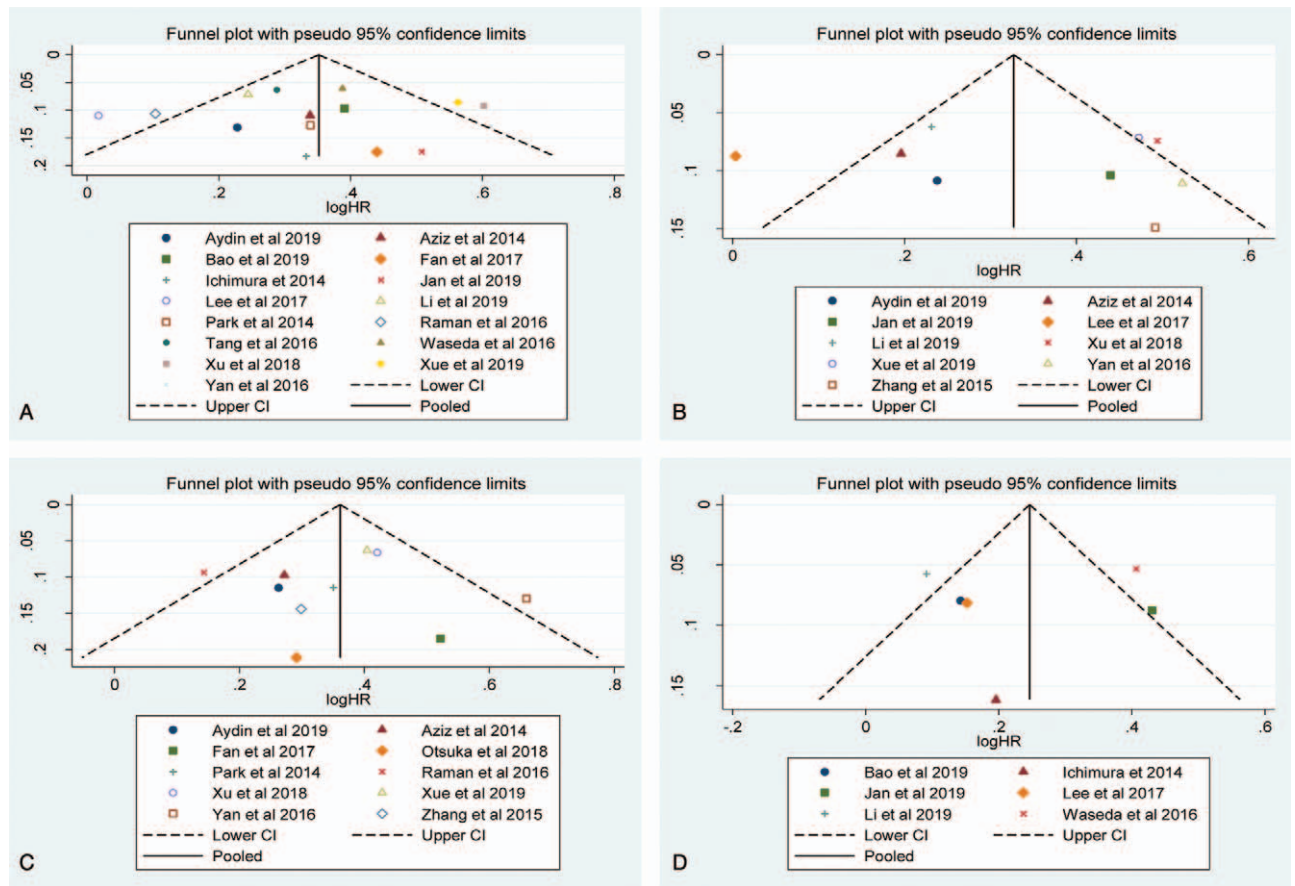 Funnel plot with pseudo 95% confidence limits
0
.05
.1
.15
.2
0 .2 .4 .6 .8
logHR
Aydin et al 2019 Aziz et al 2014
Bao et al 2019 Fan et al 2017
Ichimura et 2014 Jan et al 2019
Lee et al 2017 Li et al 2019
Park et al 2014 Raman et al 2016
Tang et al 2016 Waseda et al 2016
Xu et al 2018 Xue et al 2019
Yan et al 2016 Lower CI
Upper CI Pooled
A
Funnel plot with pseudo 95% confidence limits
0
.05
.1
.15
0 .2 .4 .6
logHR
Aydin et al 2019 Aziz et al 2014
Jan et al 2019 Lee et al 2017
Li et al 2019 Xu et al 2018
Xue et al 2019 Yan et al 2016
Zhang et al 2015 Lower CI
Upper CI Pooled
B
Funnel plot with pseudo 95% confidence limits
0
.05
.1
.15
.2
0 .2 .4 .6 .8
logHR
Aydin et al 2019 Aziz et al 2014
Fan et al 2017 Otsuka et al 2018
Park et al 2014 Raman et al 2016
Xu et al 2018 Xue et al 2019
Yan et al 2016 Zhang et al 2015
Lower CI Upper CI
Pooled
C
Funnel plot with pseudo 95% confidence limits
0
.05
.1
.15
-.2 0 .2 .4 .6
logHR
Bao et al 2019 Ichimura et al 2014
Jan et al 2019 Lee et al 2017
Li et al 2019 Waseda et al 2016
Lower CI Upper CI
Pooled
D